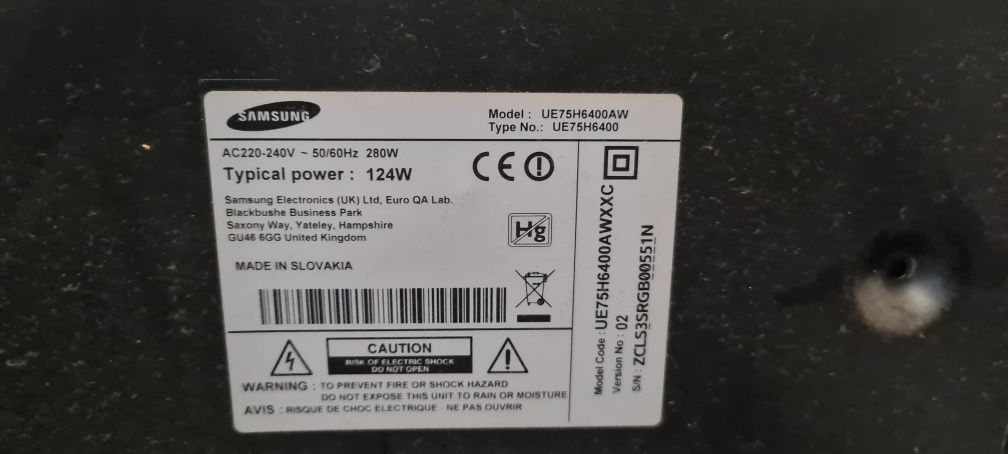 SAMSUNG
Model : UE75H6400AW
Type No.: UE75H6400
AC220-240V ~ 50/60Hz 280W
Typical power : 124W
Samsung Electronics (UK) Ltd, Euro QA Lab.
Blackbushe Business Park
Saxony Way, Yateley, Hampshire
GU46 6GG United Kingdom
MADE IN SLOVAKIA
CE
Hg
CAUTION
RISK OF ELECTRIC SHOCK
DO NOT OPEN
WARNING : TO PREVENT FIRE OR SHOCK HAZARD
DO NOT EXPOSE THIS UNIT TO RAIN OR MOISTURE
AVIS : RISQUE DE CHOC ELECTRIQUE - NE PAS OUVRIR
Model Code : UE75H6400AWXXC
Version No : 02
S/N : ZCLS3SRGB00551N